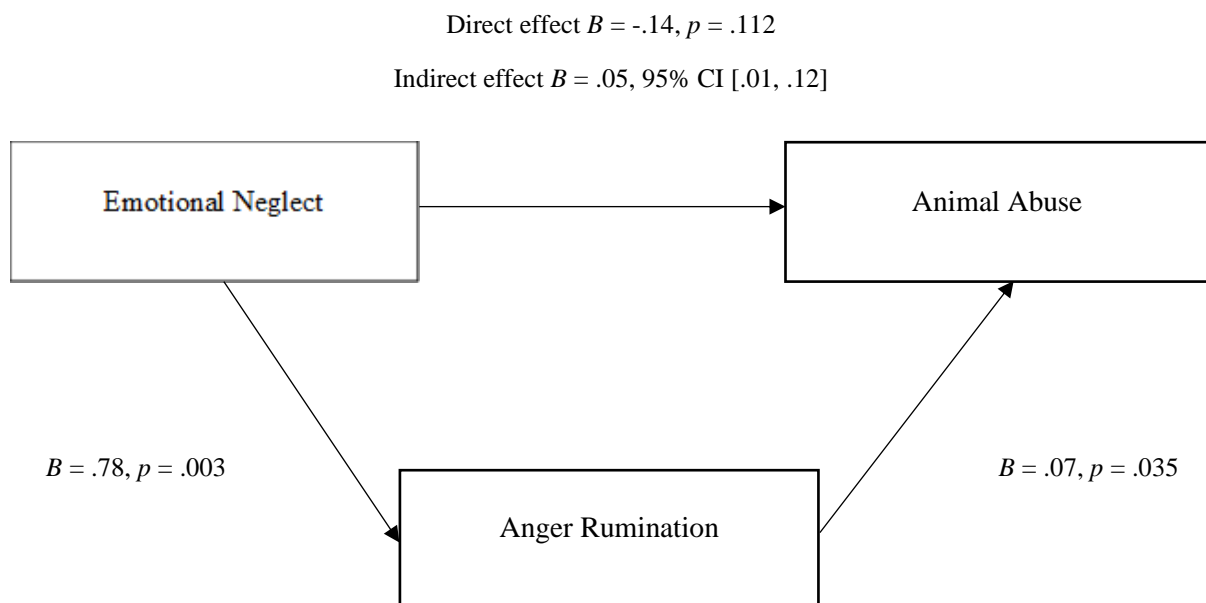 Direct effect B = -.14, p = .112
Indirect effect B = .05, 95% CI [.01, .12]
Emotional Neglect
Animal Abuse
B = .78, p = .003
B = .07, p = .035
Anger Rumination